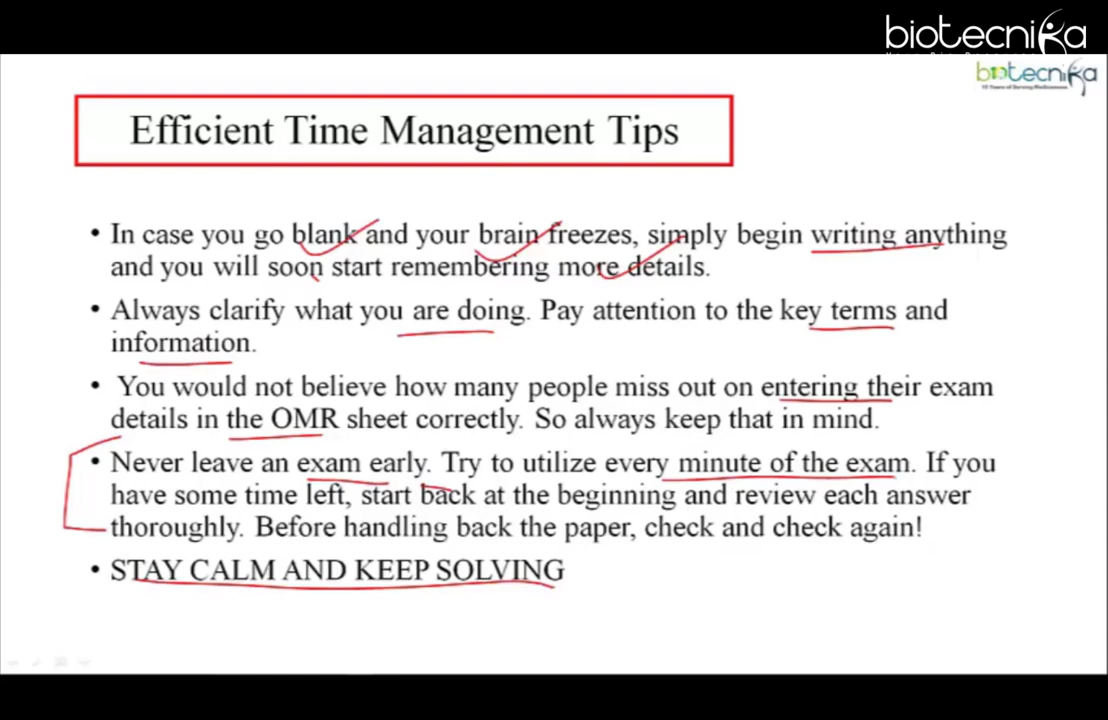 biotecnika
biotecnika
Efficient Time Management Tips
• In case you go blank and your brain freezes, simply begin writing anything
and you will soon start remembering more details.
• Always clarify what you are doing. Pay attention to the key terms and
information.
• You would not believe how many people miss out on entering their exam
details in the OMR sheet correctly. So always keep that in mind.
• Never leave an exam early. Try to utilize every minute of the exam. If you
have some time left, start back at the beginning and review each answer
thoroughly. Before handling back the paper, check and check again!
• STAY CALM AND KEEP SOLVING